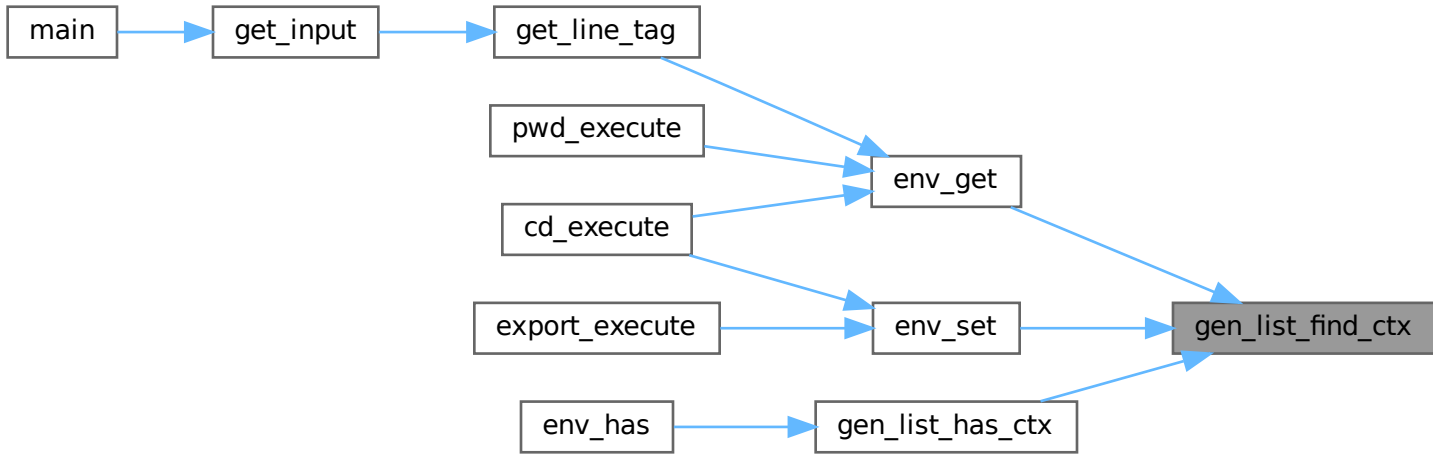 main
get_input
get_line_tag
pwd_execute
env_get
cd_execute
export_execute
env_set
gen_list_find_ctx
env_has
gen_list_has_ctx